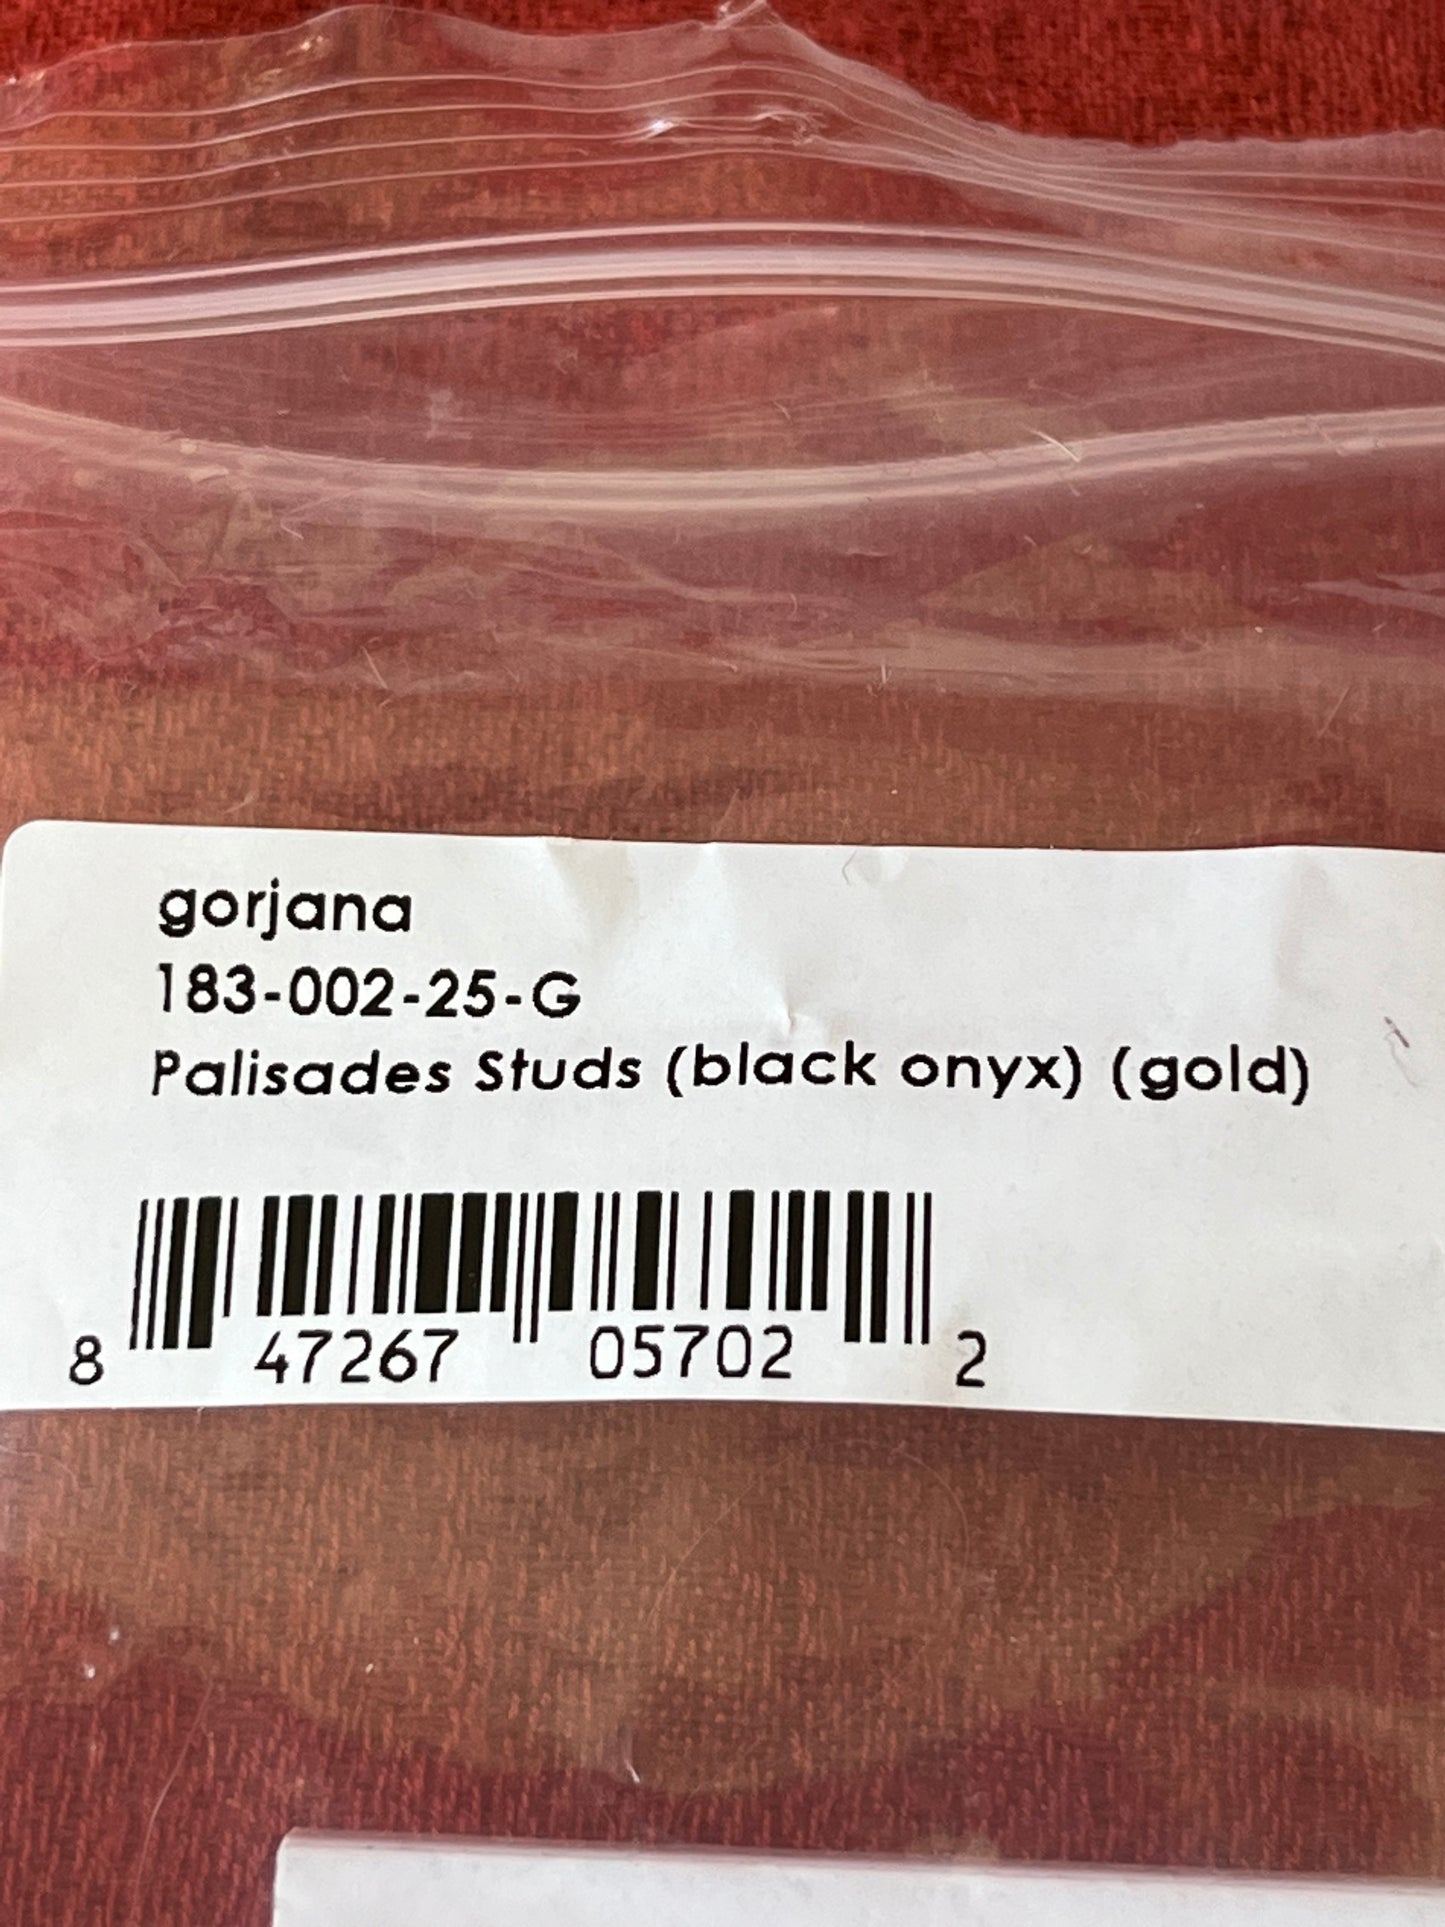 gorjana
183-002-25-G
Palisades Studs (black onyx) (gold)
8 47267 05702 2